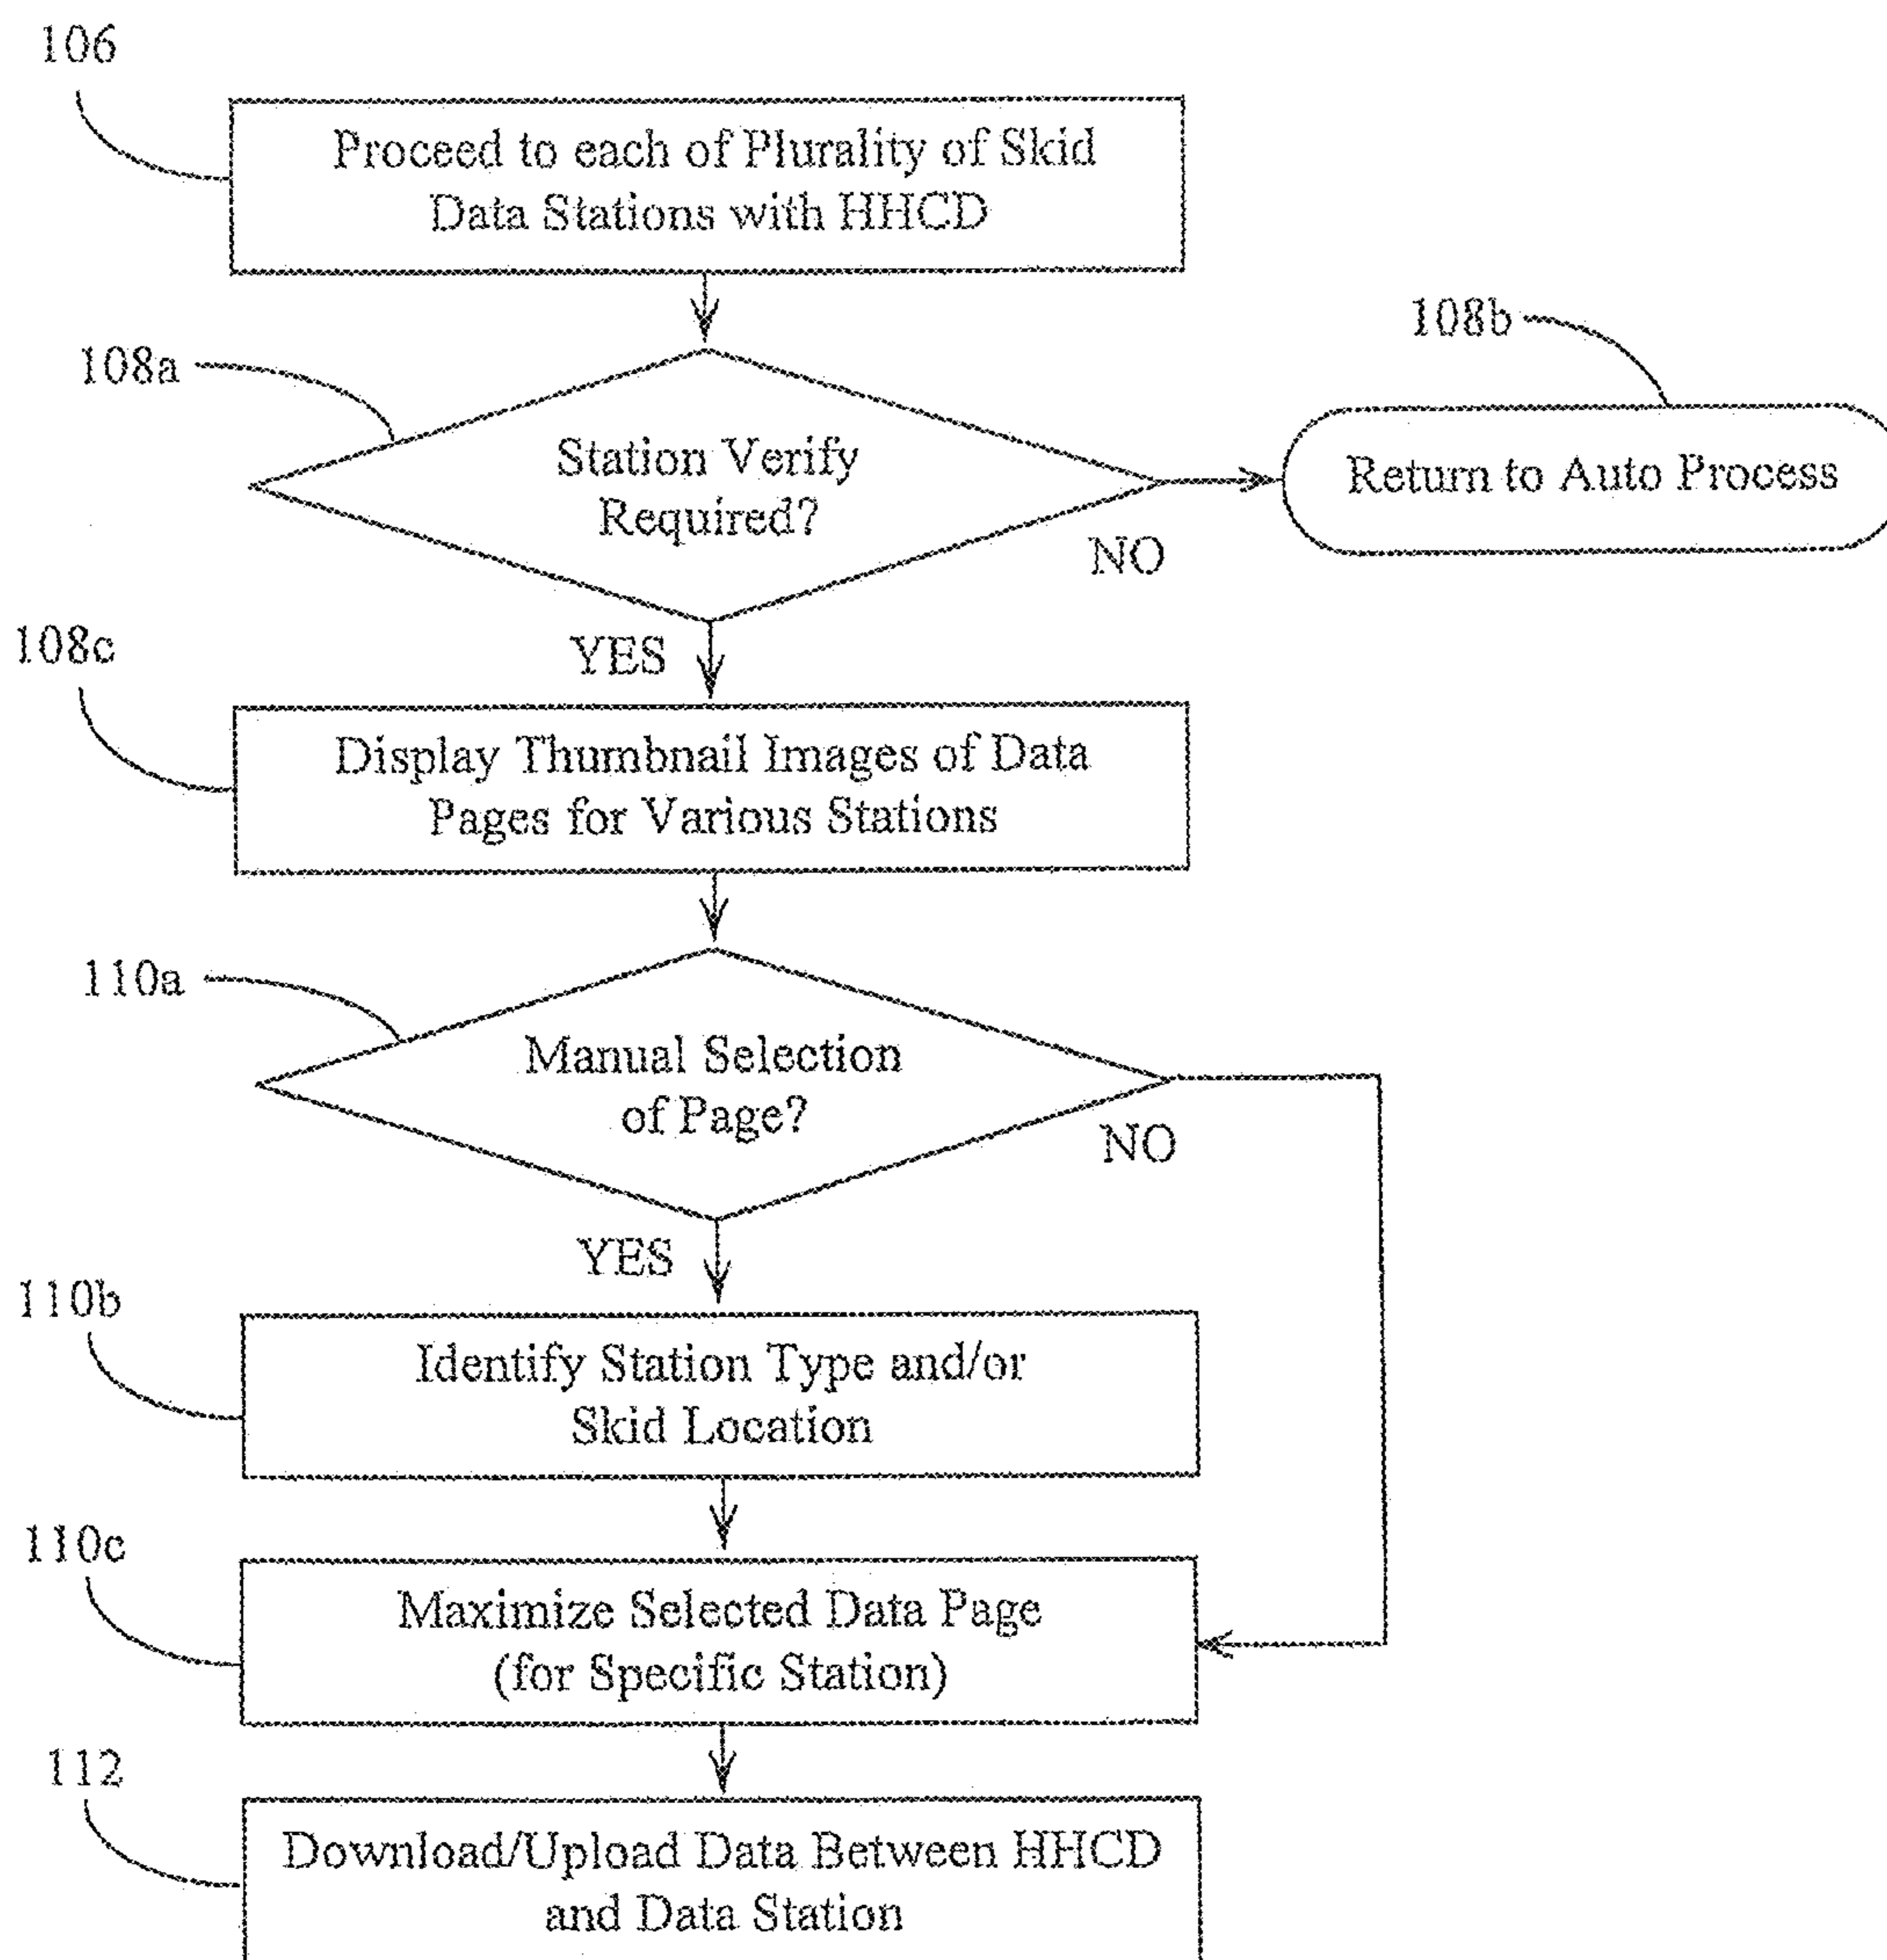 106
Proceed to each of Plurality of Skid
Data Stations with HHCD
108a
Station Verify
Required?
NO
108b
Return to Auto Process
YES
108c
Display Thumbnail Images of Data
Pages for Various Stations
110a
Manual Selection
of Page?
NO
YES
110b
Identify Station Type and/or
Skid Location
110c
Maximize Selected Data Page
(for Specific Station)
112
Download/Upload Data Between HHCD
and Data Station